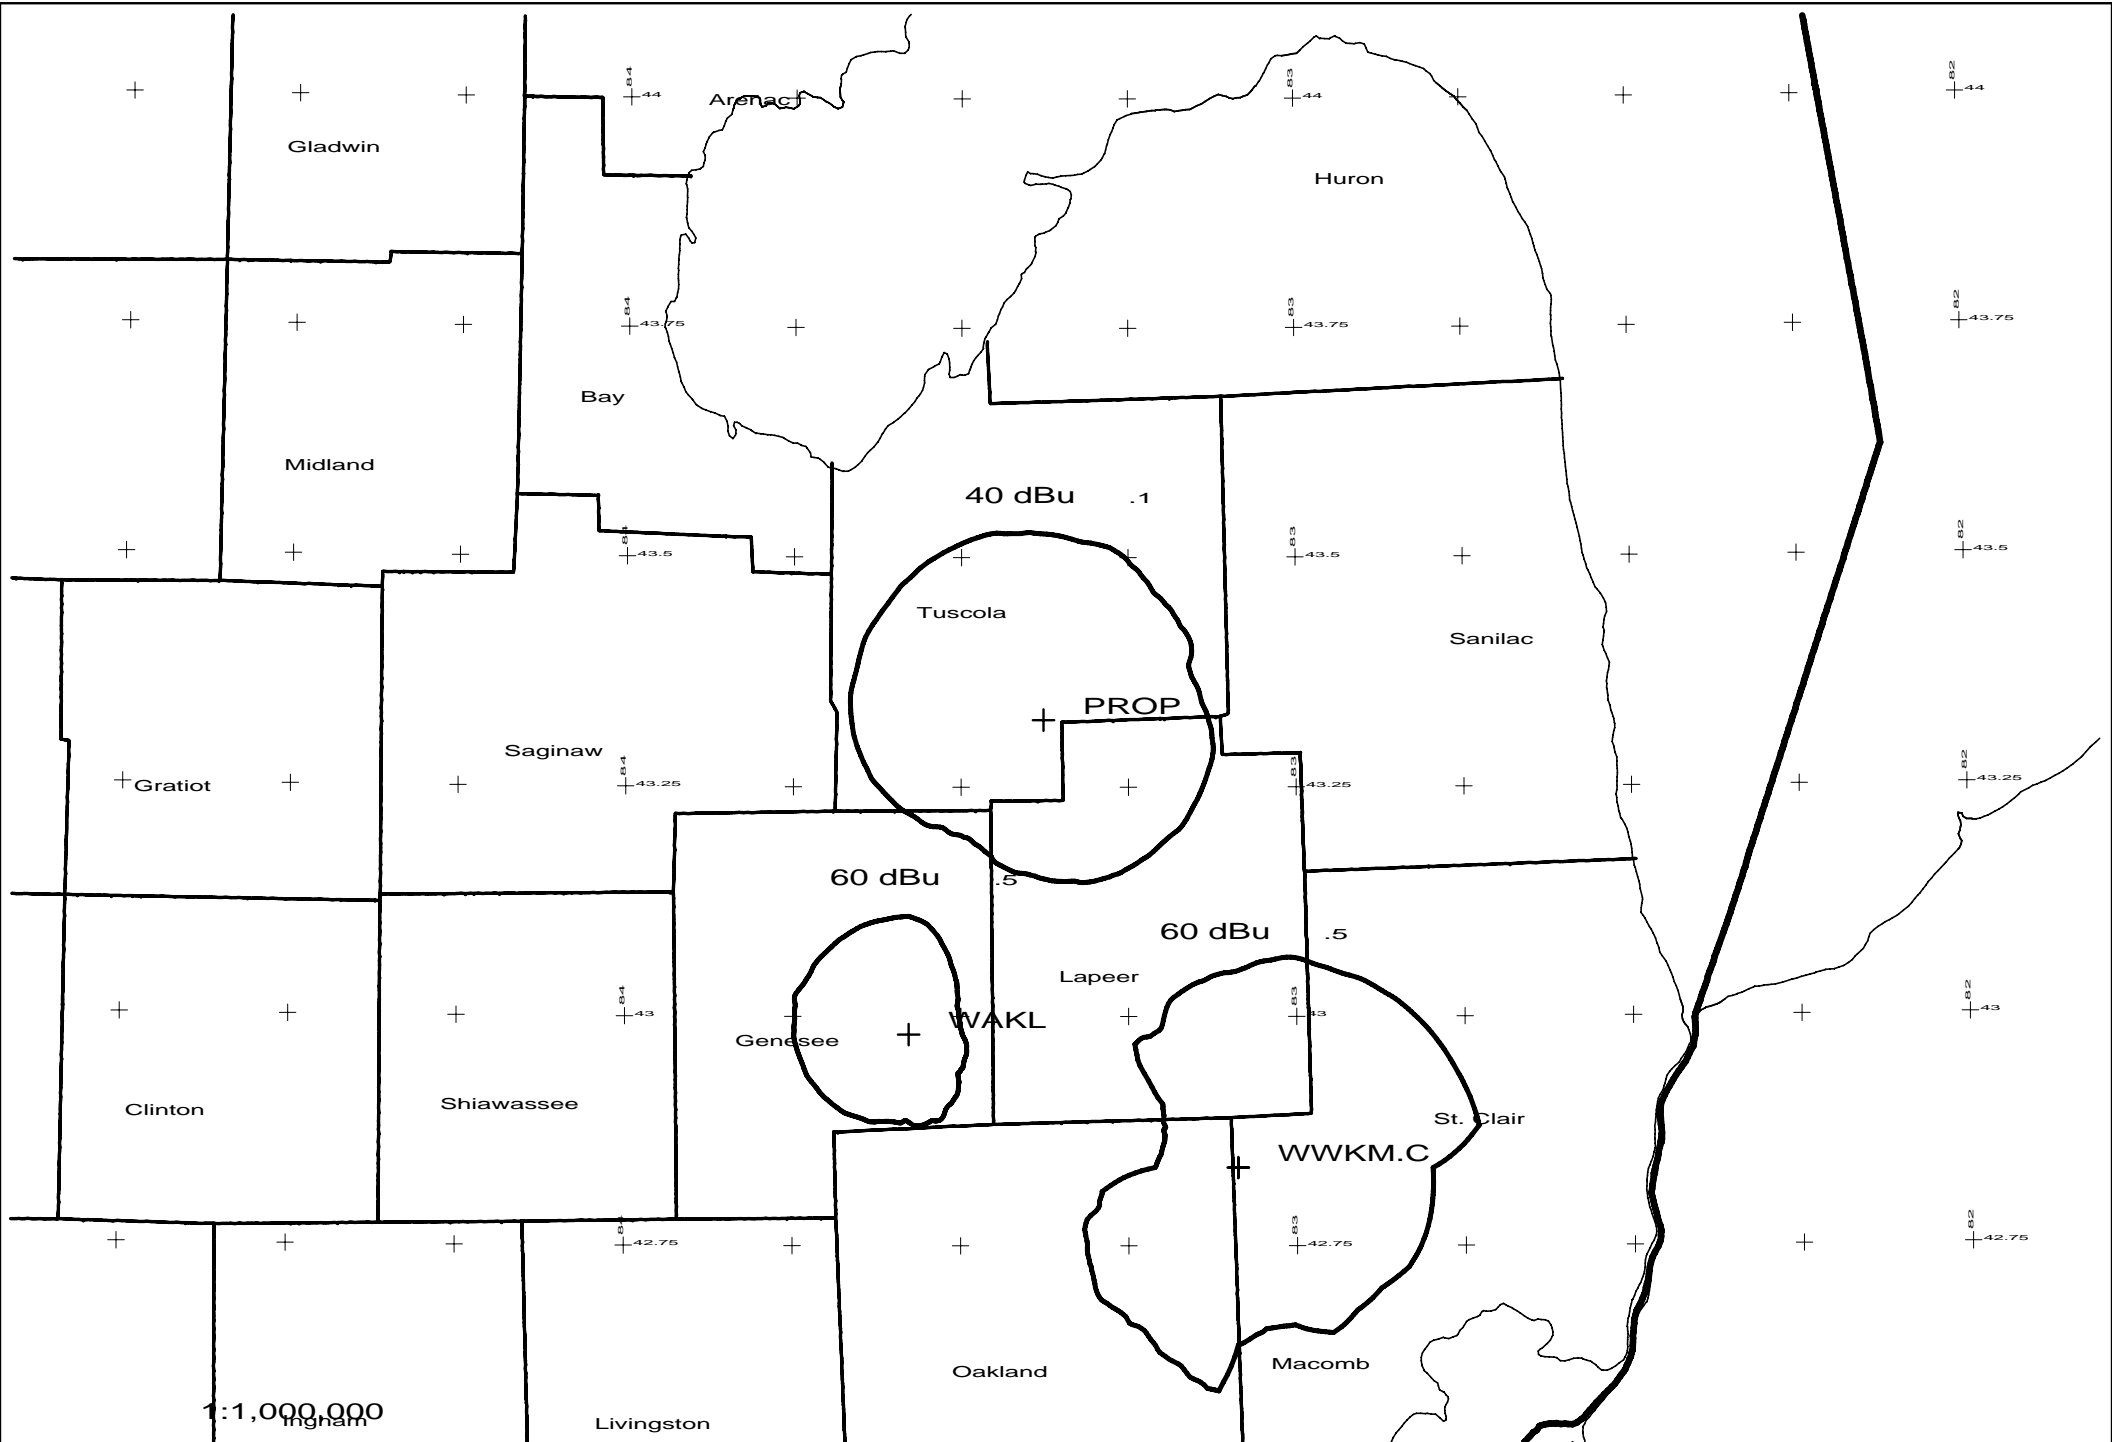 84
44
Arenac
83
44
82
44
Gladwin
Huron
84
43.75
83
43.75
82
43.75
Bay
Midland
40 dBu .1
84
43.5
83
43.5
82
43.5
Tuscola
Sanilac
PROP
Saginaw
84
43.25
83
43.25
82
43.25
Gratiot
60 dBu .5
60 dBu .5
Lapeer
84
43
83
43
82
43
WAKL
Genesee
Clinton
Shiawassee
St. Clair
WWKM.C
84
42.75
83
42.75
82
42.75
Oakland
Macomb
1:1,000,000
Ingham
Livingston